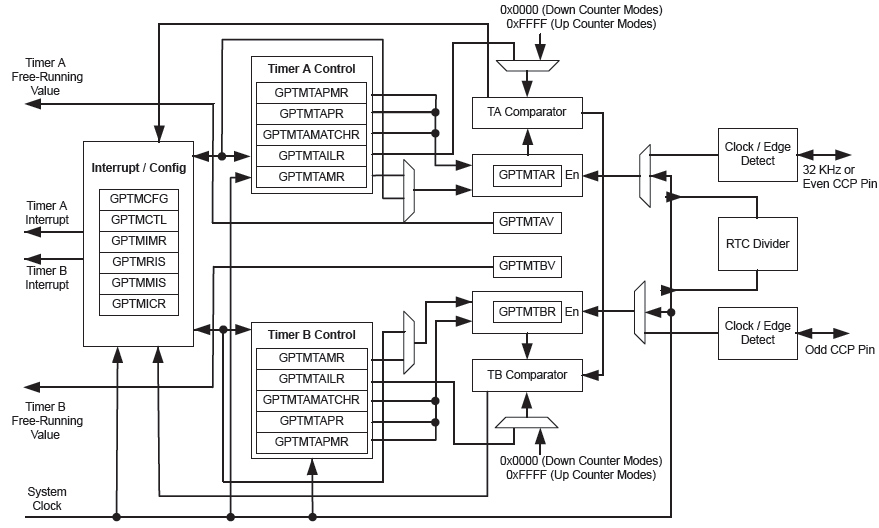 0x0000 (Down Counter Modes)
0xFFFF (Up Counter Modes)
Timer A
Free-Running
Value
Timer A Control
GPTMTAPMR
GPTMTAPR
GPTMTAMATCHR
GPTMTAILR
GPTMTAMR
TA Comparator
GPTMTAR
En
Clock / Edge
Detect
32 KHz or
Even CCP Pin
Interrupt / Config
GPTMCFG
GPTMCTL
GPTMIMR
GPTMRIS
GPTMMIS
GPTMICR
Timer A
Interrupt
Timer B
Interrupt
GPTMTAV
RTC Divider
GPTMTBV
GPTMTBR
En
Clock / Edge
Detect
Odd CCP Pin
Timer B Control
GPTMTAMR
GPTMTAILR
GPTMTAMATCHR
GPTMTAPR
GPTMTAPMR
TB Comparator
Timer B
Free-Running
Value
0x0000 (Down Counter Modes)
0xFFFF (Up Counter Modes)
System
Clock